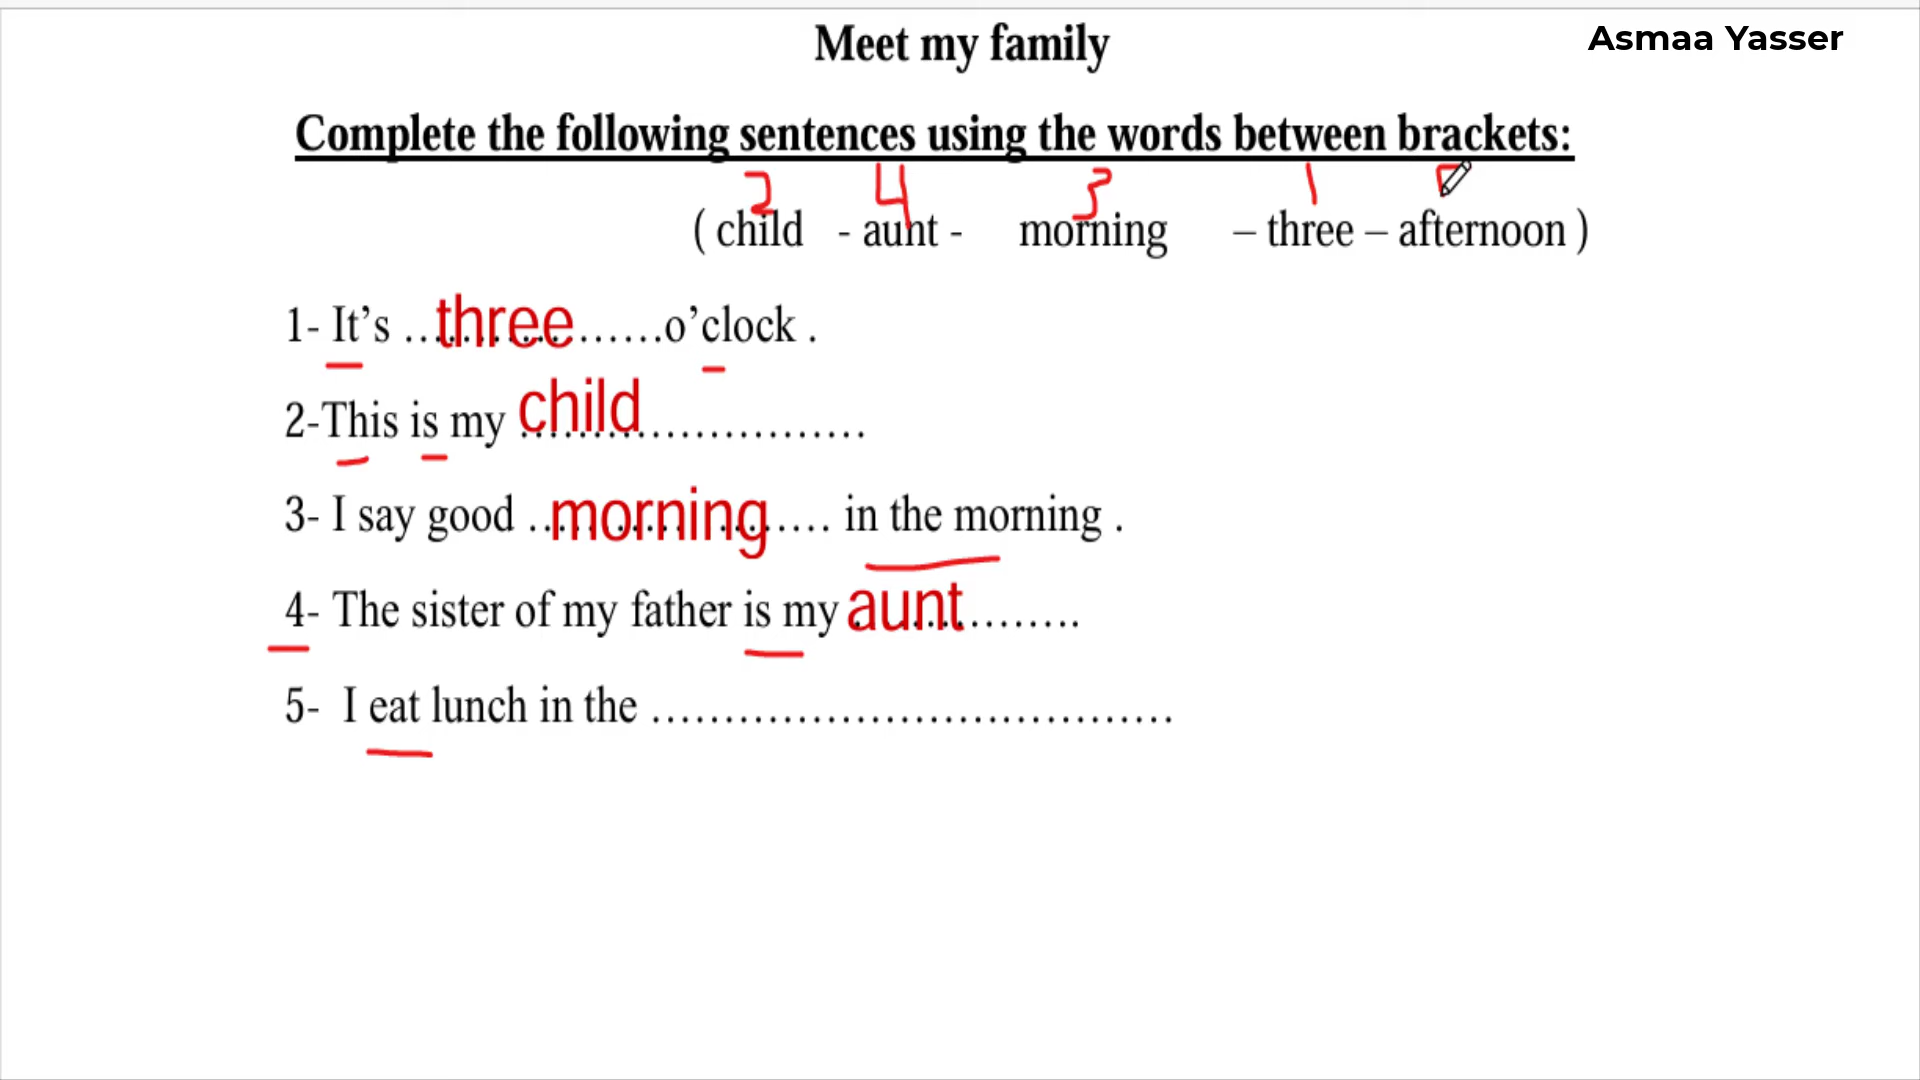 Meet my family
Asmaa Yasser
Complete the following sentences using the words between brackets:
2 4 3 1
( child - aunt - morning – three – afternoon )
1- It’s ..three......o’clock .
2-This is my child........................
3- I say good ..morning.... in the morning .
4- The sister of my father is my aunt.........
5- I eat lunch in the ....................................